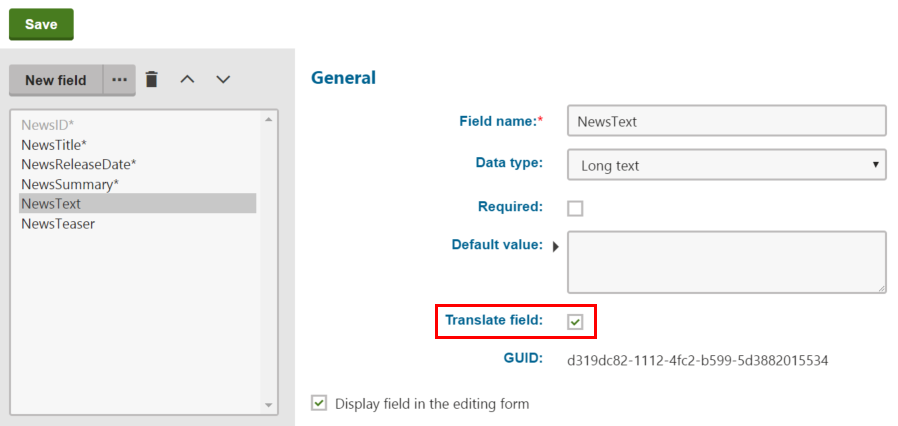 Save
New field ...
NewsID*
NewsTitle*
NewsReleaseDate*
NewsSummary*
NewsText
NewsTeaser
General
Field name:* NewsText
Data type: Long text
Required:
Default value:
Translate field:
GUID: d319dc82-1112-4fc2-b599-5d3882015534
Display field in the editing form